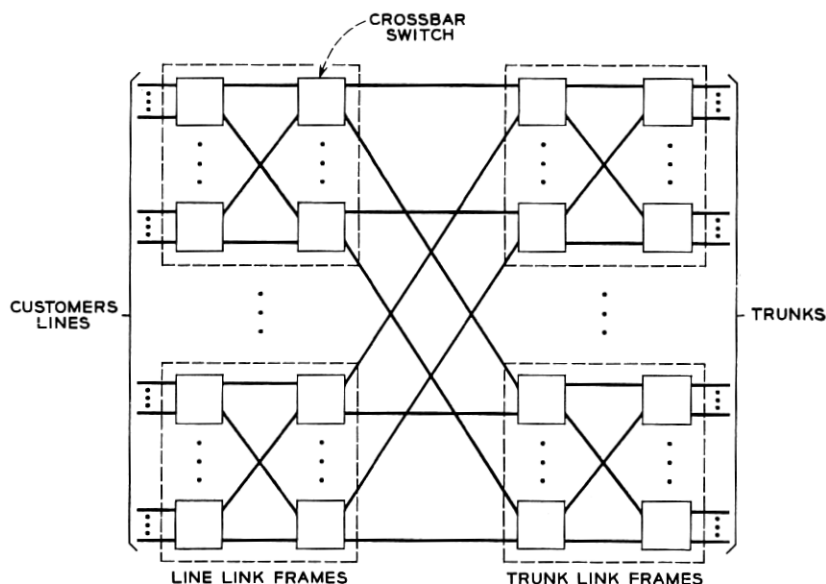 CROSSBAR
SWITCH
CUSTOMERS
LINES
TRUNKS
LINE LINK FRAMES
TRUNK LINK FRAMES